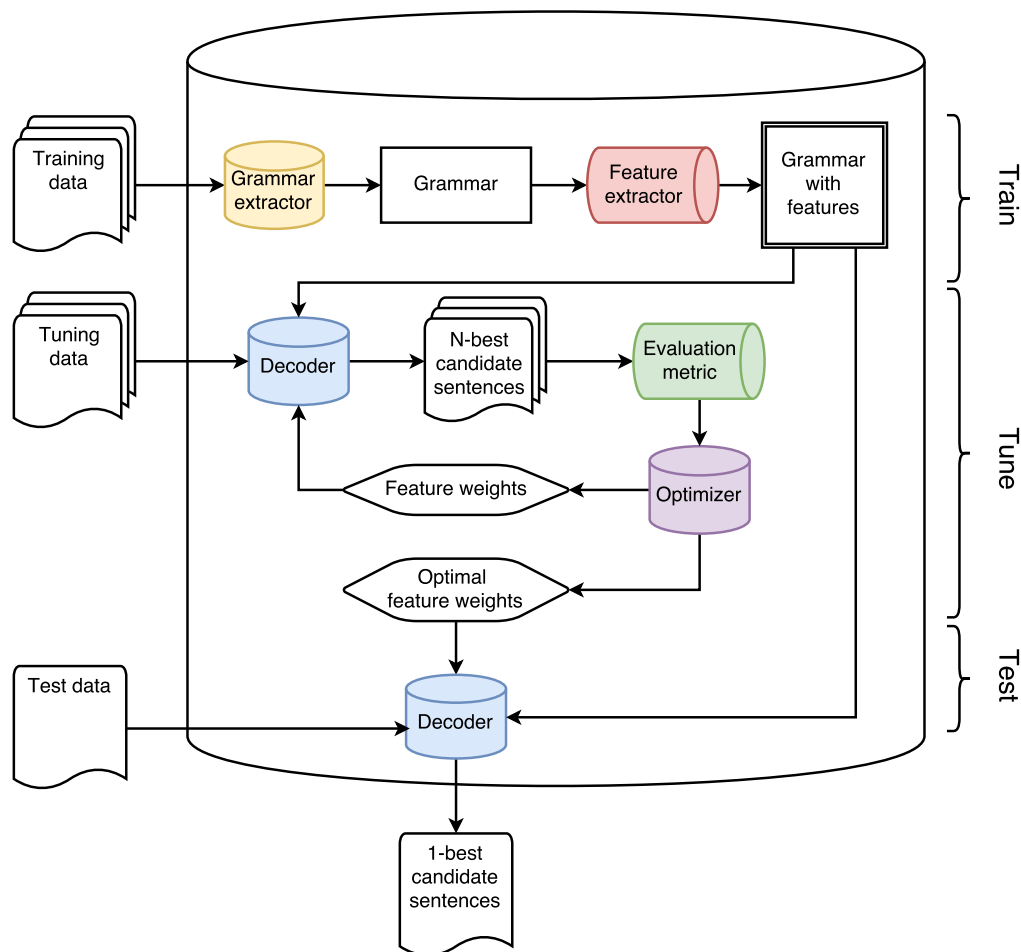 Training
data
Grammar
extractor
Grammar
Feature
extractor
Grammar
with
features
Train
Tuning
data
Decoder
N-best
candidate
sentences
Evaluation
metric
Tune
Feature weights
Optimizer
Optimal
feature weights
Test data
Decoder
Test
1-best
candidate
sentences